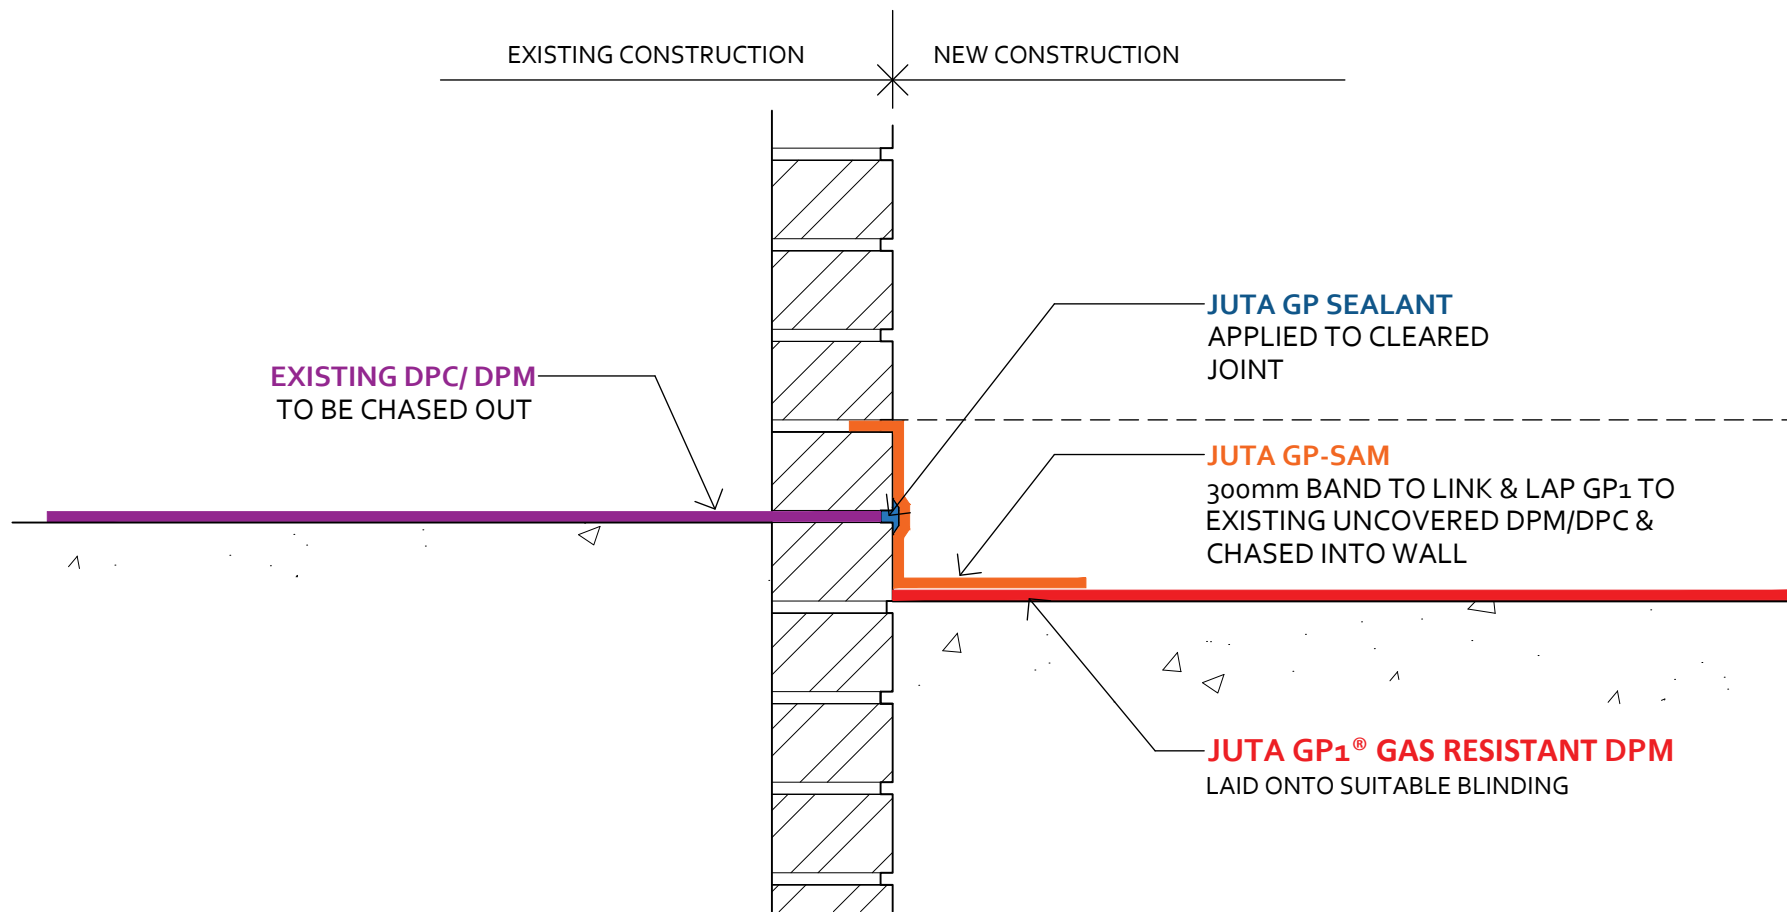 EXISTING CONSTRUCTION
NEW CONSTRUCTION
JUTA GP SEALANT
APPLIED TO CLEARED
JOINT
EXISTING DPC/ DPM
TO BE CHASED OUT
JUTA GP-SAM
300mm BAND TO LINK & LAP GP1 TO
EXISTING UNCOVERED DPM/DPC &
CHASED INTO WALL
JUTA GP1® GAS RESISTANT DPM
LAID ONTO SUITABLE BLINDING